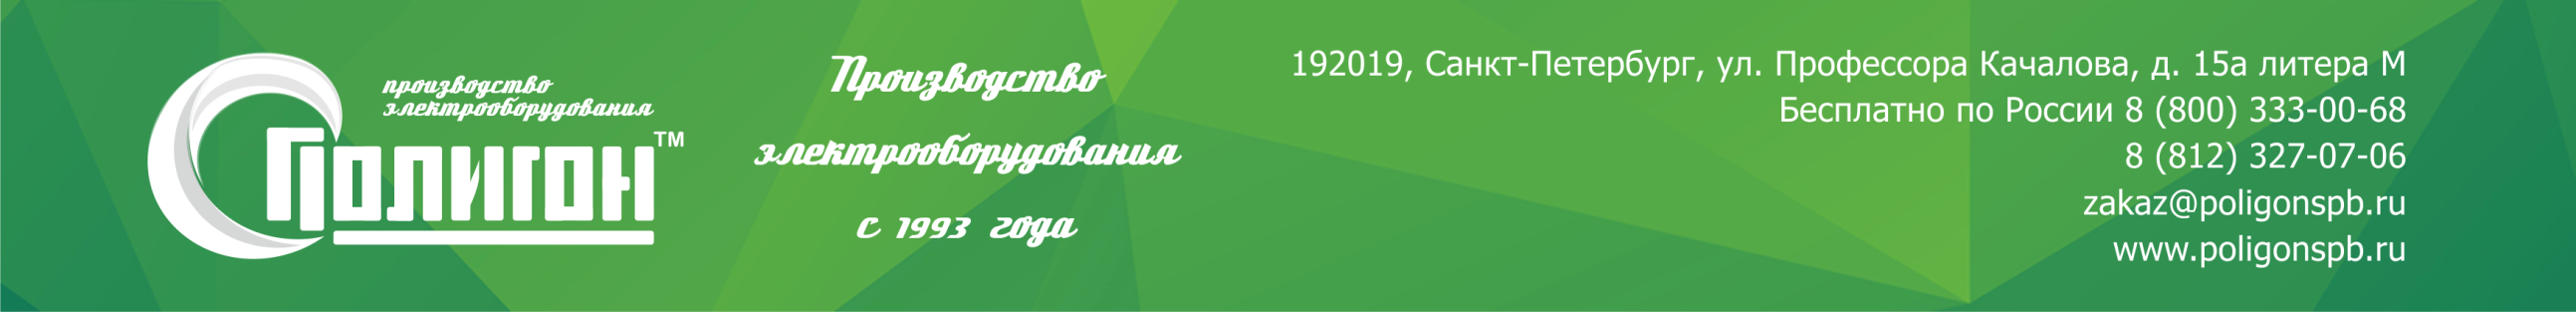 производство
электрооборудования
Полигон™
Производство
электрооборудования
с 1993 года
192019, Санкт-Петербург, ул. Профессора Качалова, д. 15а литера М
Бесплатно по России 8 (800) 333-00-68
8 (812) 327-07-06
zakaz@poligonspb.ru
www.poligonspb.ru